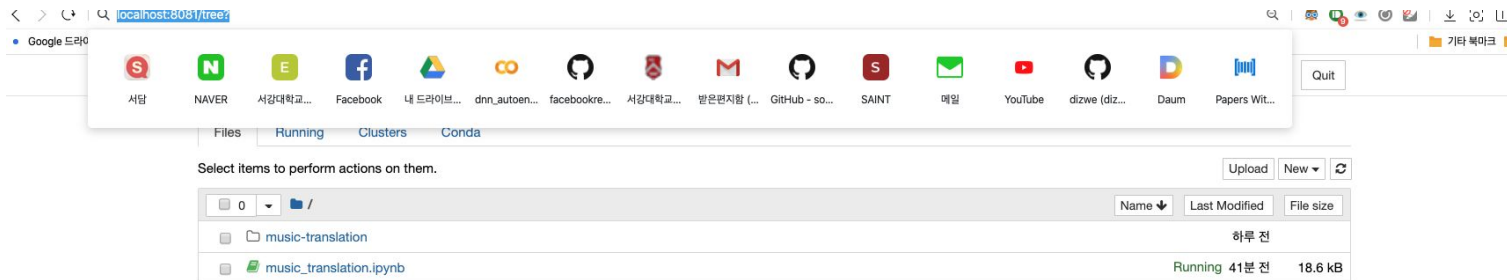 localhost:8081/tree?
9
Google 드라이
기타 북마크
서담
NAVER
서강대학교...
Facebook
내 드라이브...
dnn_autoen...
facebookre...
서강대학교...
받은편지함 (...
GitHub - so...
SAINT
메일
YouTube
dizwe (diz...
Daum
Papers Wit...
Quit
Files Running Clusters Conda
Select items to perform actions on them.
Upload New
0 /
Name Last Modified File size
music-translation 하루 전
music_translation.ipynb Running 41분 전 18.6 kB